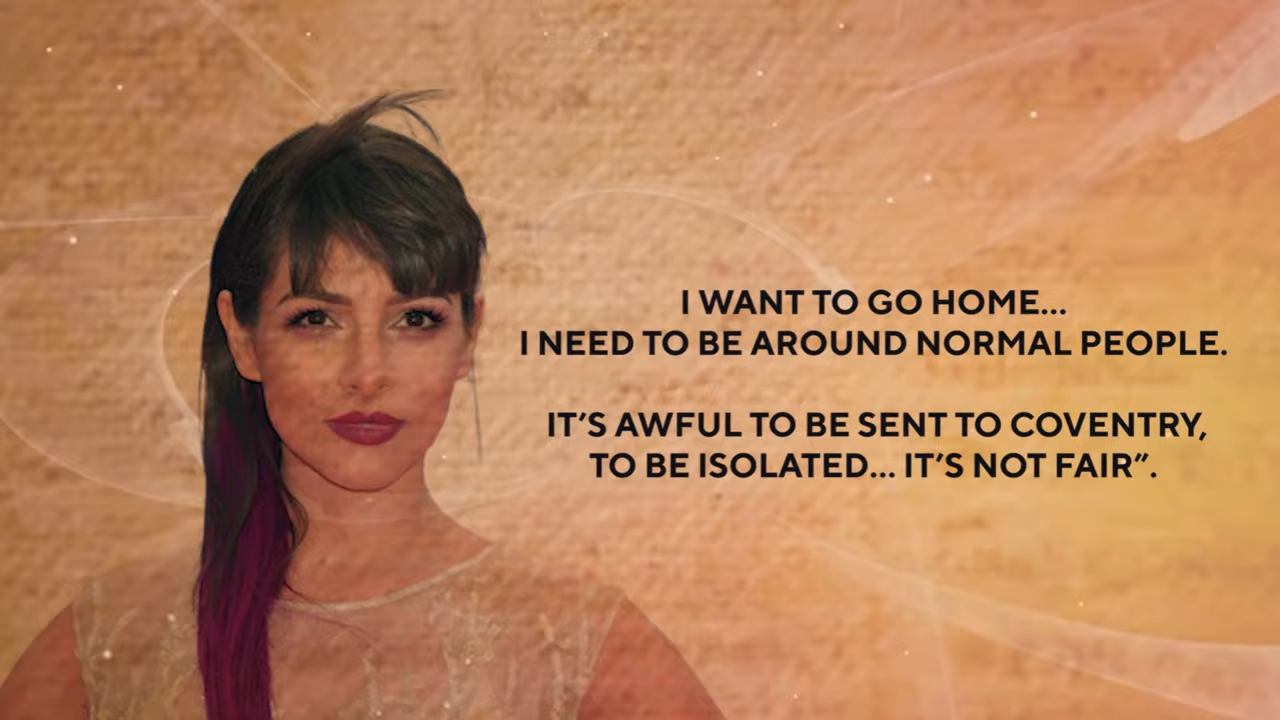 I WANT TO GO HOME...
I NEED TO BE AROUND NORMAL PEOPLE.
IT'S AWFUL TO BE SENT TO COVENTRY,
TO BE ISOLATED... IT'S NOT FAIR”.